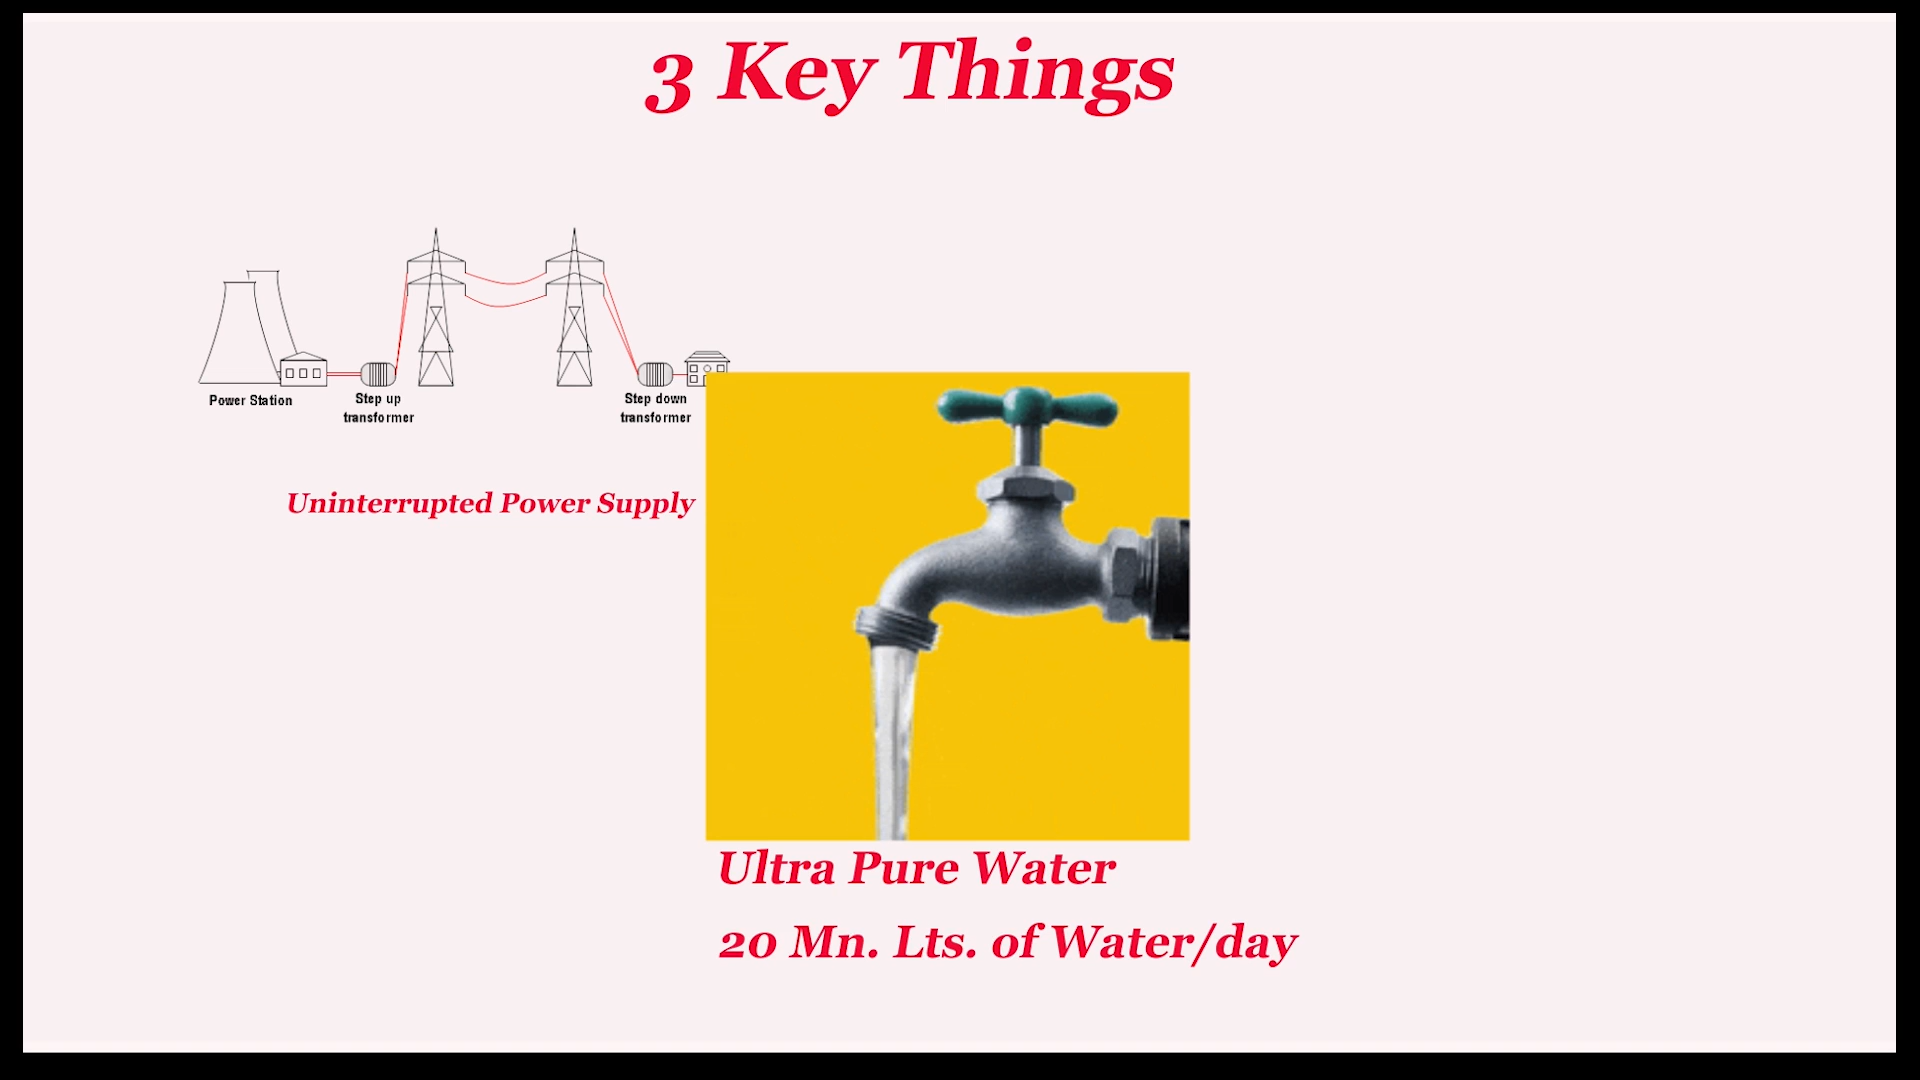 3 Key Things
Power Station
Step up
transformer
Step down
transformer
Uninterrupted Power Supply
Ultra Pure Water
20 Mn. Lts. of Water/day